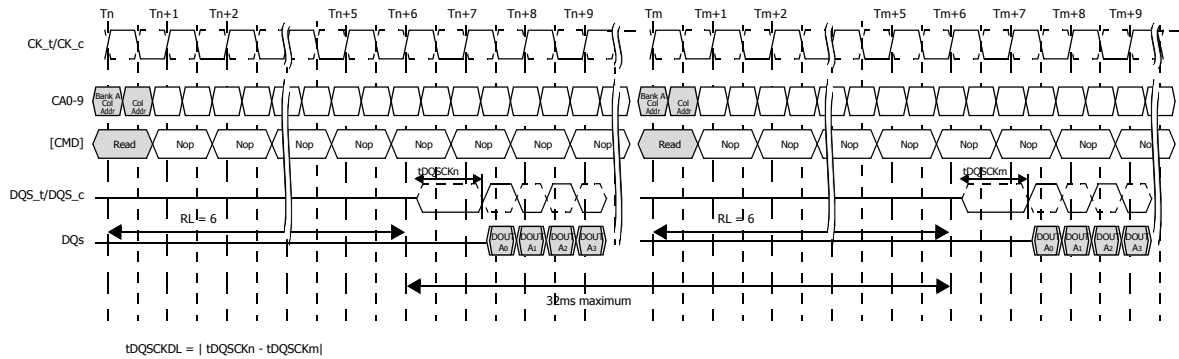 Tn Tn+1 Tn+2 Tn+5 Tn+6 Tn+7 Tn+8 Tn+9 Tm Tm+1 Tm+2 Tm+5 Tm+6 Tm+7 Tm+8 Tm+9
CK_t/CK_c
CA0-9 Bank A Col Addr Col Addr Bank A Col Addr Col Addr
[CMD] Read Nop Nop Nop Nop Nop Nop Nop Nop Read Nop Nop Nop Nop Nop Nop Nop
DQS_t/DQS_c tDQSCKn tDQSCKm
RL = 6 RL = 6
DQs DOUT A0 DOUT A1 DOUT A2 DOUT A3 DOUT A0 DOUT A1 DOUT A2 DOUT A3
32ms maximum
tDQSCKDL = | tDQSCKn - tDQSCKm|